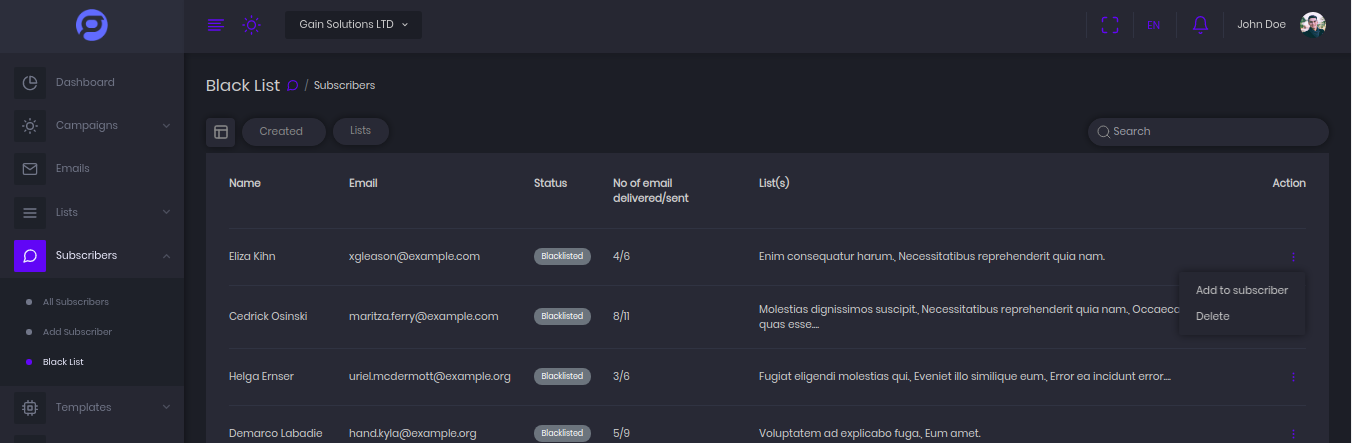 Gain Solutions LTD
EN
John Doe
Dashboard
Campaigns
Emails
Lists
Subscribers
All Subscribers
Add Subscriber
Black List
Templates
Black List / Subscribers
Created
Lists
Search
Name Email Status No of email List(s) Action
delivered/sent
Eliza Kihn xgleason@example.com Blacklisted 4/6 Enim consequatur harum., Necessitatibus reprehenderit quia nam.
Add to subscriber
Delete
Cedrick Osinski maritza.ferry@example.com Blacklisted 8/11 Molestias dignissimos suscipit., Necessitatibus reprehenderit quia nam., Occaeca
quas esse....
Helga Ernser uriel.mcdermott@example.org Blacklisted 3/6 Fugiat eligendi molestias qui., Eveniet illo similique eum., Error ea incidunt error....
Demarco Labadie hand.kyla@example.org Blacklisted 5/9 Voluptatem ad explicabo fuga., Eum amet.